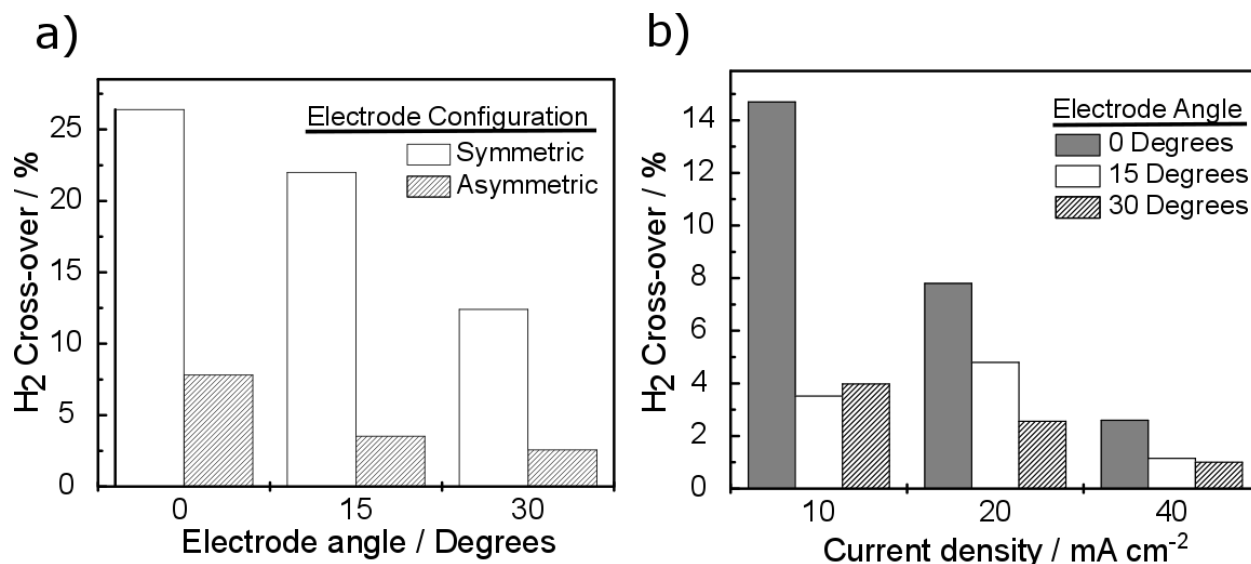 a)
H2 Cross-over / %
25
20
15
10
5
0
Electrode Configuration
Symmetric
Asymmetric
0 15 30
Electrode angle / Degrees
b)
H2 Cross-over / %
14
12
10
8
6
4
2
0
Electrode Angle
0 Degrees
15 Degrees
30 Degrees
10 20 40
Current density / mA cm-2